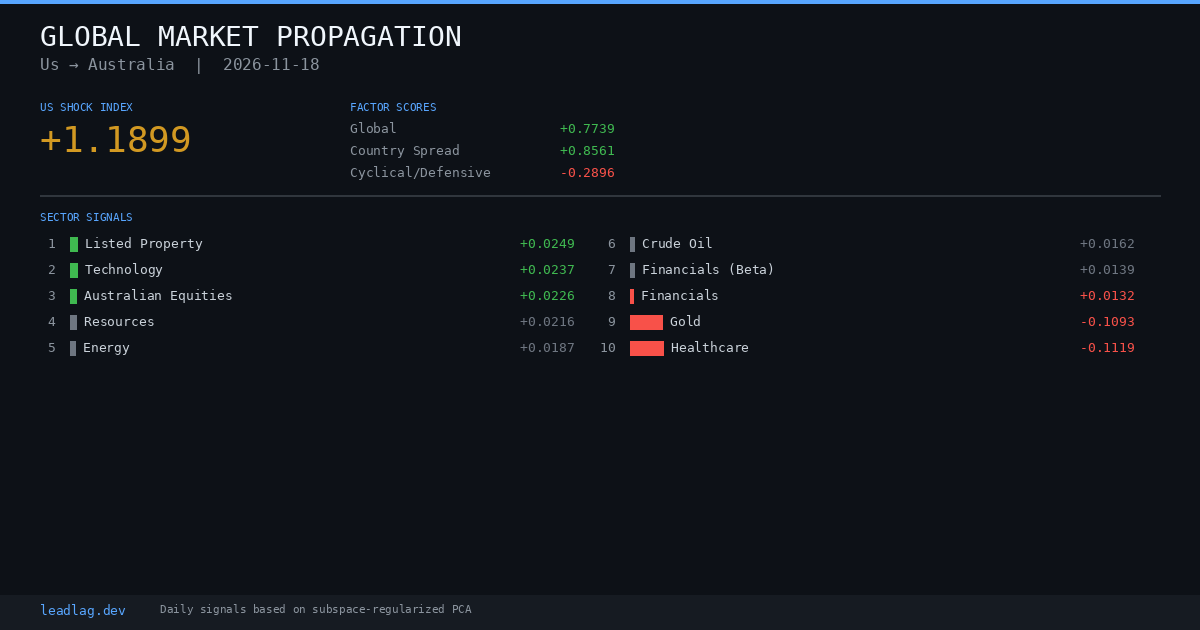 GLOBAL MARKET PROPAGATION
Us → Australia | 2026-11-18
US SHOCK INDEX
+1.1899
FACTOR SCORES
Global +0.7739
Country Spread +0.8561
Cyclical/Defensive -0.2896
SECTOR SIGNALS
1 Listed Property +0.0249
2 Technology +0.0237
3 Australian Equities +0.0226
4 Resources +0.0216
5 Energy +0.0187
6 Crude Oil +0.0162
7 Financials (Beta) +0.0139
8 Financials +0.0132
9 Gold -0.1093
10 Healthcare -0.1119
leadlag.dev Daily signals based on subspace-regularized PCA